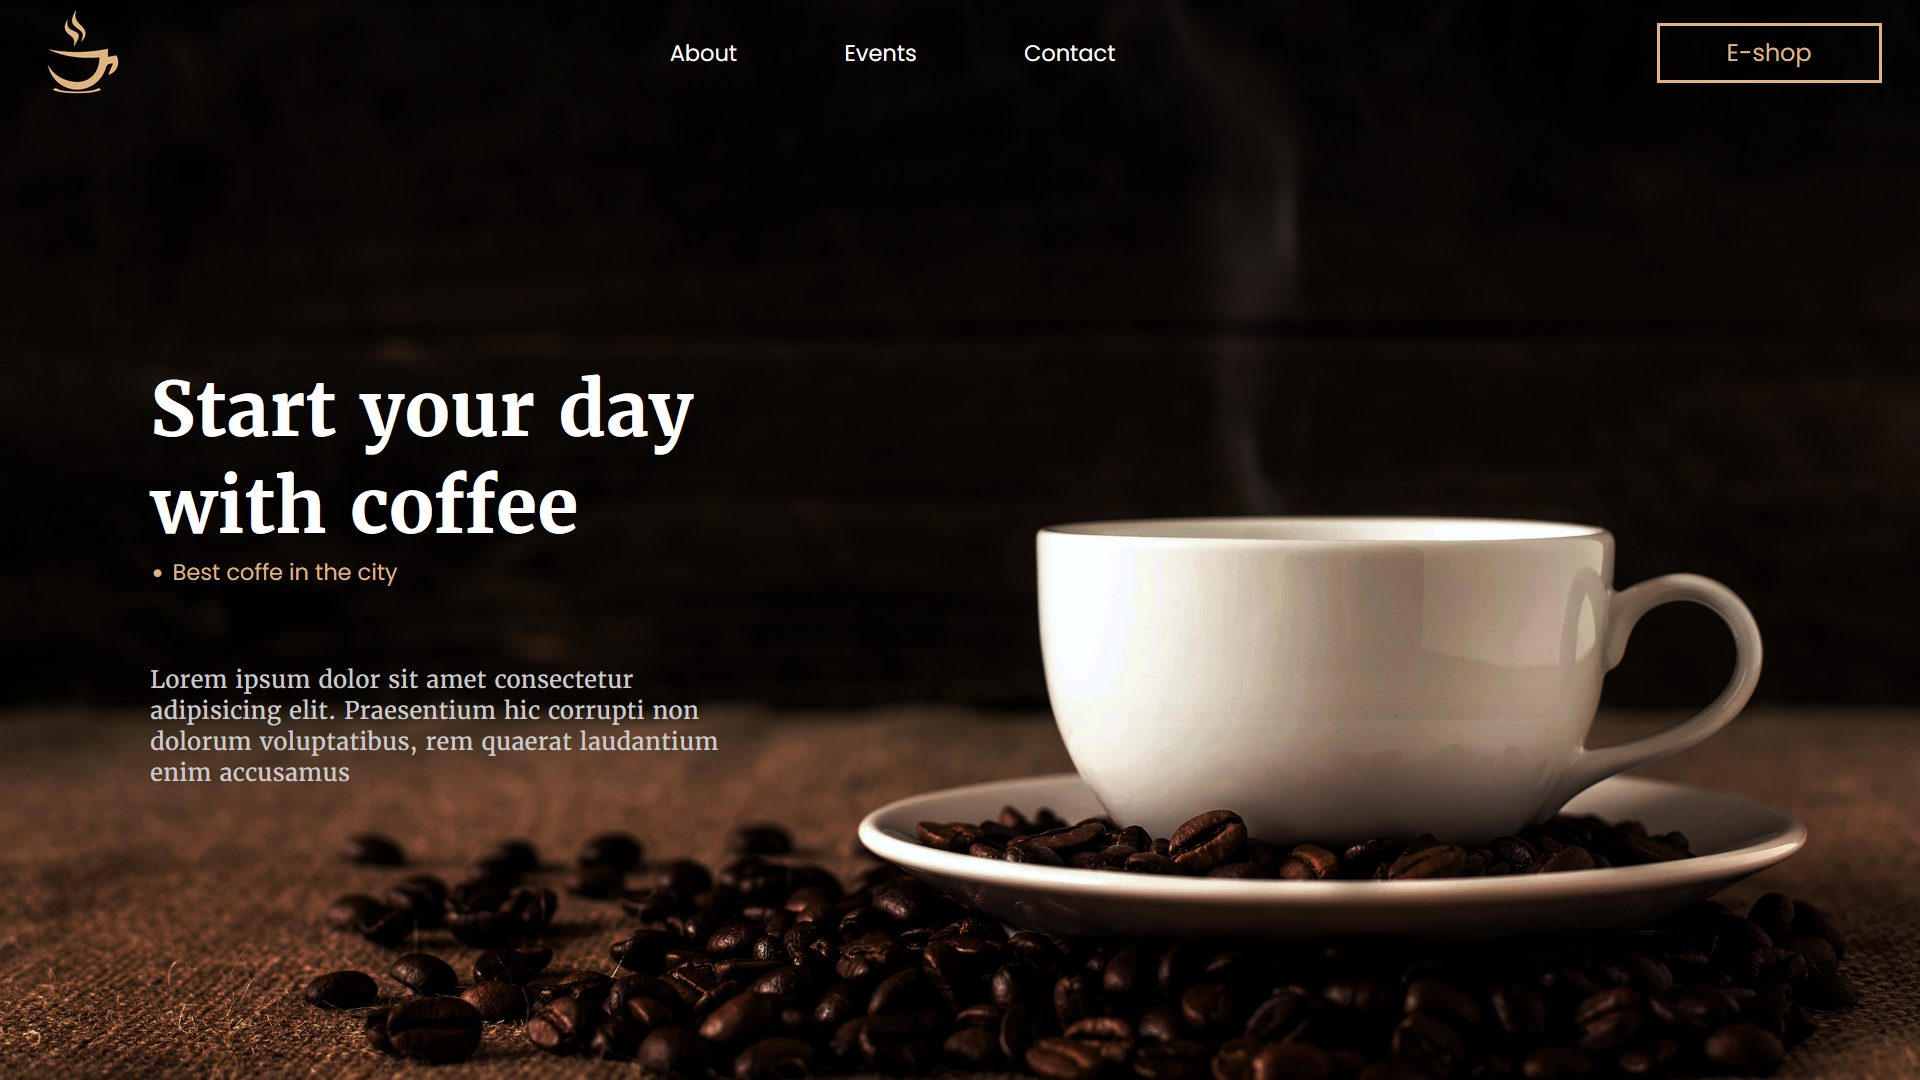 About
Events
Contact
E-shop
Start your day
with coffee
• Best coffe in the city
Lorem ipsum dolor sit amet consectetur
adipisicing elit. Praesentium hic corrupti non
dolorum voluptatibus, rem quaerat laudantium
enim accusamus